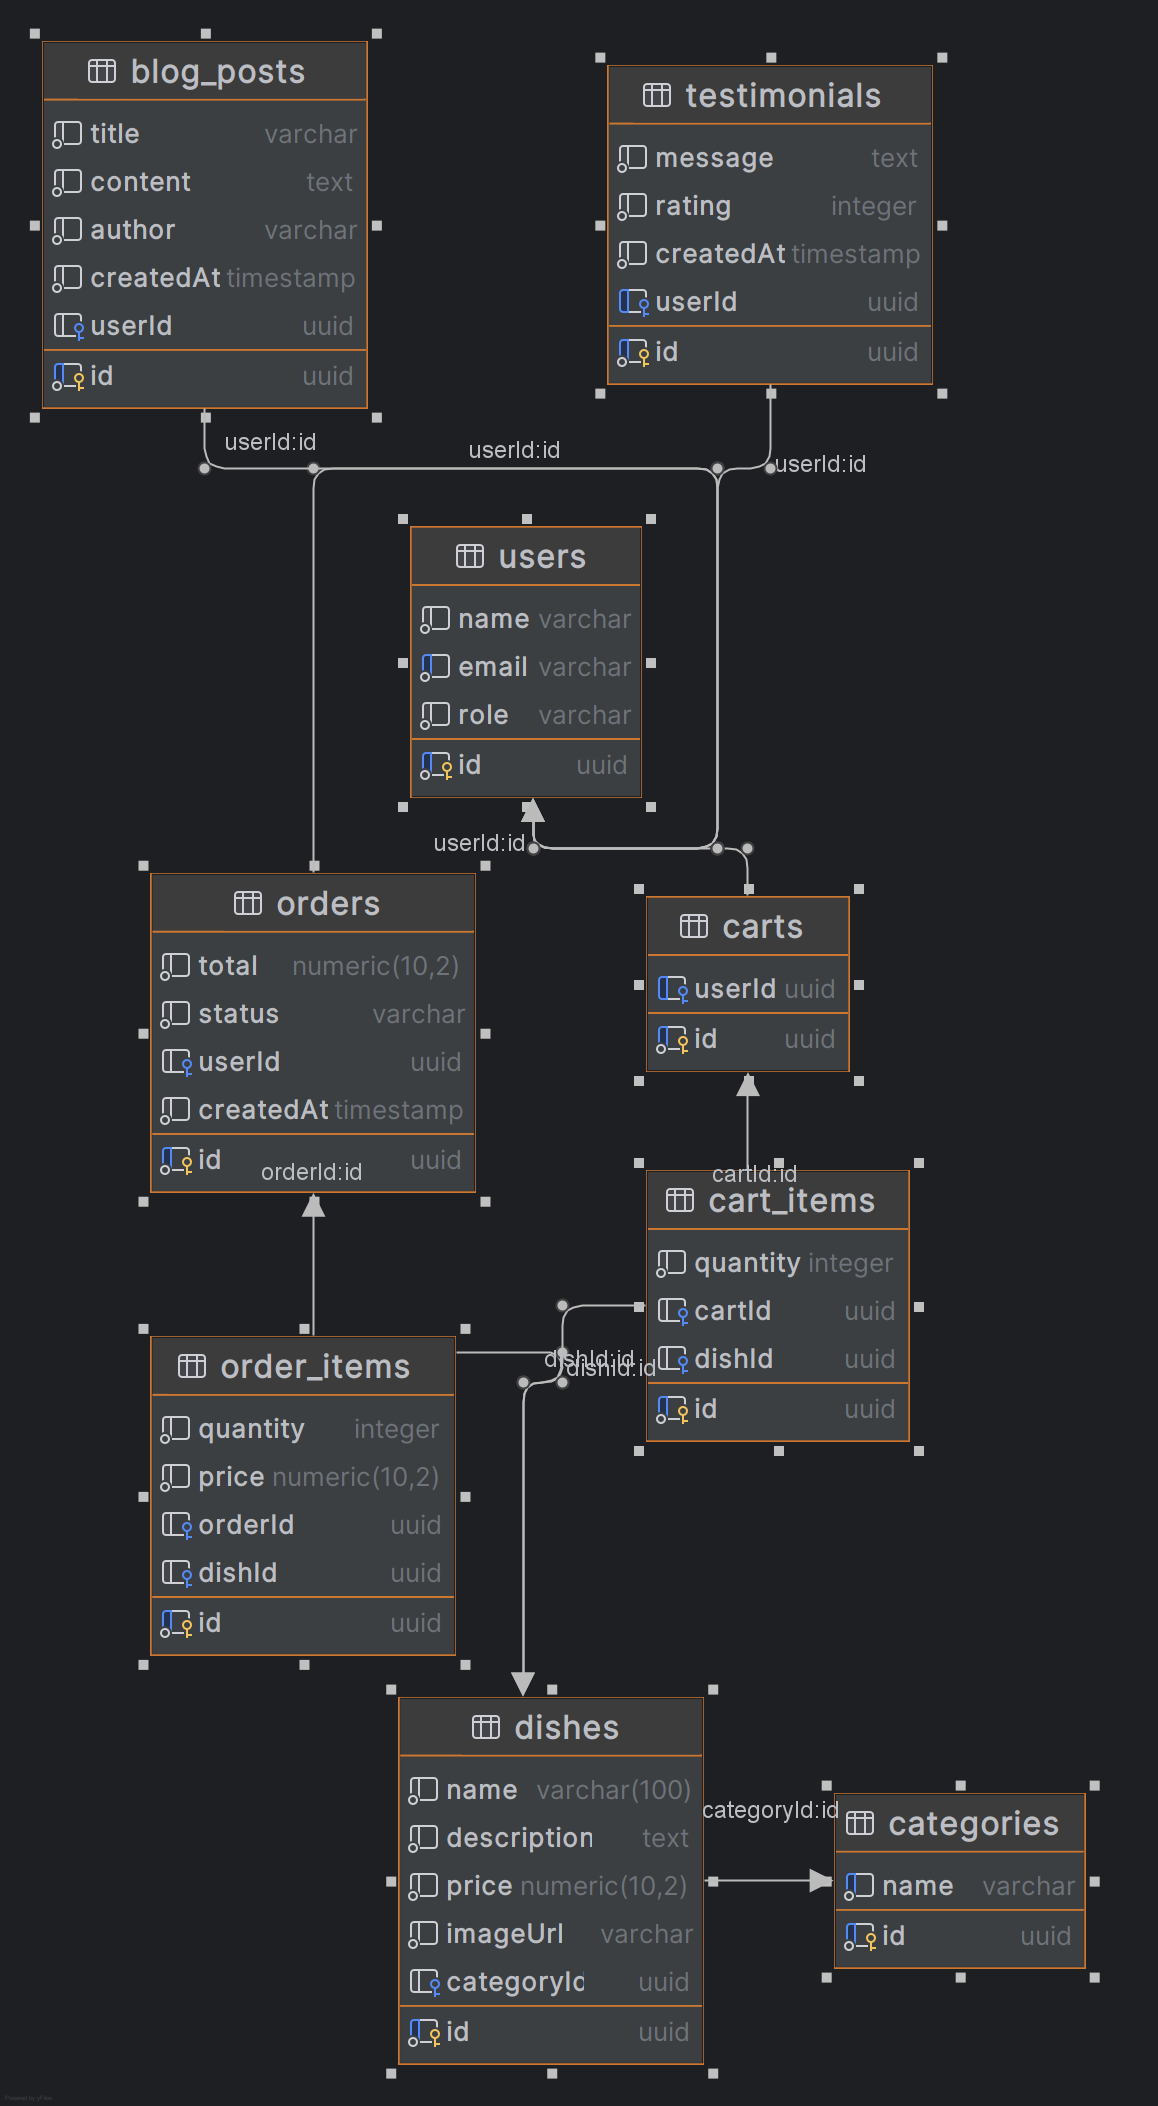 blog_posts
title varchar
content text
author varchar
createdAt timestamp
userId uuid
id uuid
testimonials
message text
rating integer
createdAt timestamp
userId uuid
id uuid
userId:id
userId:id
userId:id
users
name varchar
email varchar
role varchar
id uuid
userId:id
orders
total numeric(10,2)
status varchar
userId uuid
createdAt timestamp
id uuid
orderId:id
carts
userId uuid
id uuid
cartId:id
cart_items
quantity integer
cartId uuid
dishId uuid
id uuid
dishId:id
dishId:id
order_items
quantity integer
price numeric(10,2)
orderId uuid
dishId uuid
id uuid
dishes
name varchar(100)
description text
price numeric(10,2)
imageUrl varchar
categoryId uuid
id uuid
categoryId:id
categories
name varchar
id uuid
Powered by yFiles